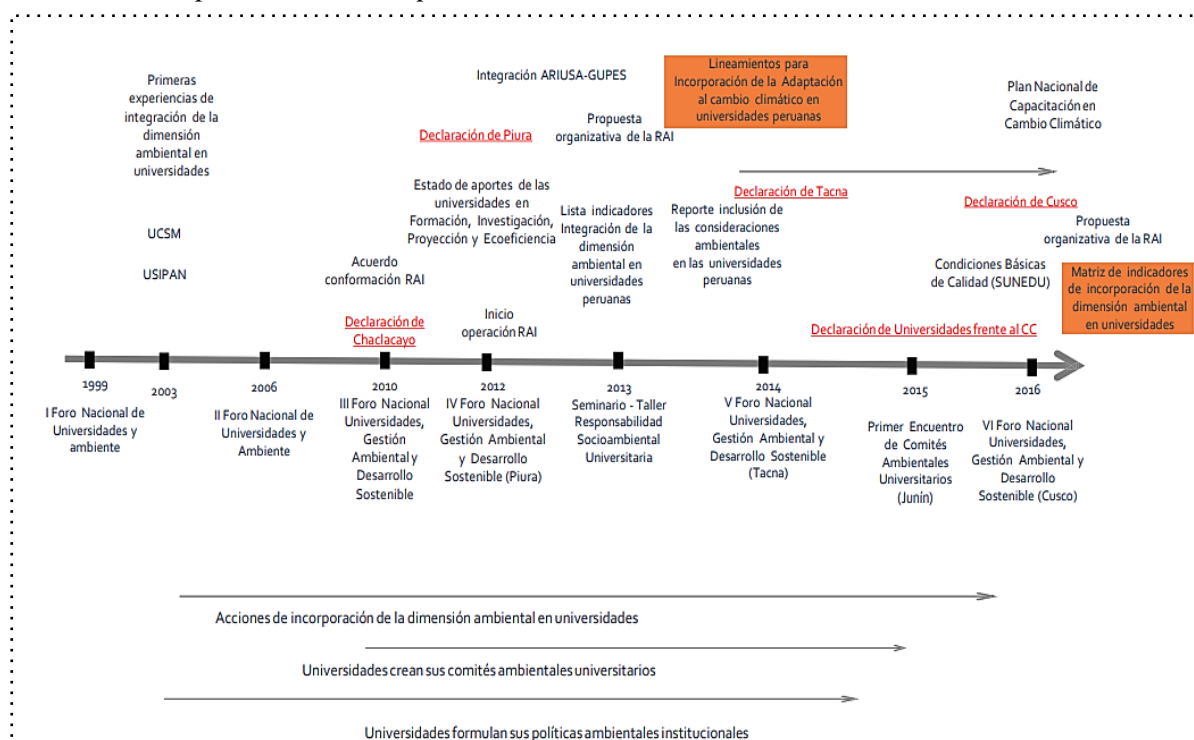 Primeras
experiencias de
integración de la
dimensión
ambiental en
universidades
UCSM
USIPAN
Acuerdo
conformación RAI
Declaración de
Chaclacayo
Integración ARIUSA-GUPES
Declaración de Piura
Estado de aportes de las
universidades en
Formación, Investigación,
Proyección y Ecoeficiencia
Inicio
operación RAI
Propuesta
organizativa de la RAI
Lista indicadores
Integración de la
dimensión
ambiental en
universidades
peruanas
Lineamientos para
Incorporación de la Adaptación
al cambio climático en
universidades peruanas
Declaración de Tacna
Reporte inclusión de
las consideraciones
ambientales
en las universidades
peruanas
Plan Nacional de
Capacitación en
Cambio Climático
Declaración de Cusco
Propuesta
organizativa de la RAI
Condiciones Básicas
de Calidad (SUNEDU)
Matriz de indicadores
de incorporación de la
dimensión ambiental en
universidades
Declaración de Universidades frente al CC
1999
I Foro Nacional de
Universidades y
ambiente
2003
2006
II Foro Nacional de
Universidades y
Ambiente
2010
III Foro Nacional
Universidades,
Gestión
Ambiental y
Desarrollo
Sostenible
2012
IV Foro Nacional
Universidades,
Gestión Ambiental
y Desarrollo
Sostenible (Piura)
2013
Seminario - Taller
Responsabilidad
Socioambiental
Universitaria
2014
V Foro Nacional
Universidades,
Gestión Ambiental y
Desarrollo Sostenible
(Tacna)
2015
Primer Encuentro
de Comités
Ambientales
Universitarios
(Junín)
2016
VI Foro Nacional
Universidades,
Gestión Ambiental y
Desarrollo
Sostenible (Cusco)
Acciones de incorporación de la dimensión ambiental en universidades
Universidades crean sus comités ambientales universitarios
Universidades formulan sus políticas ambientales institucionales